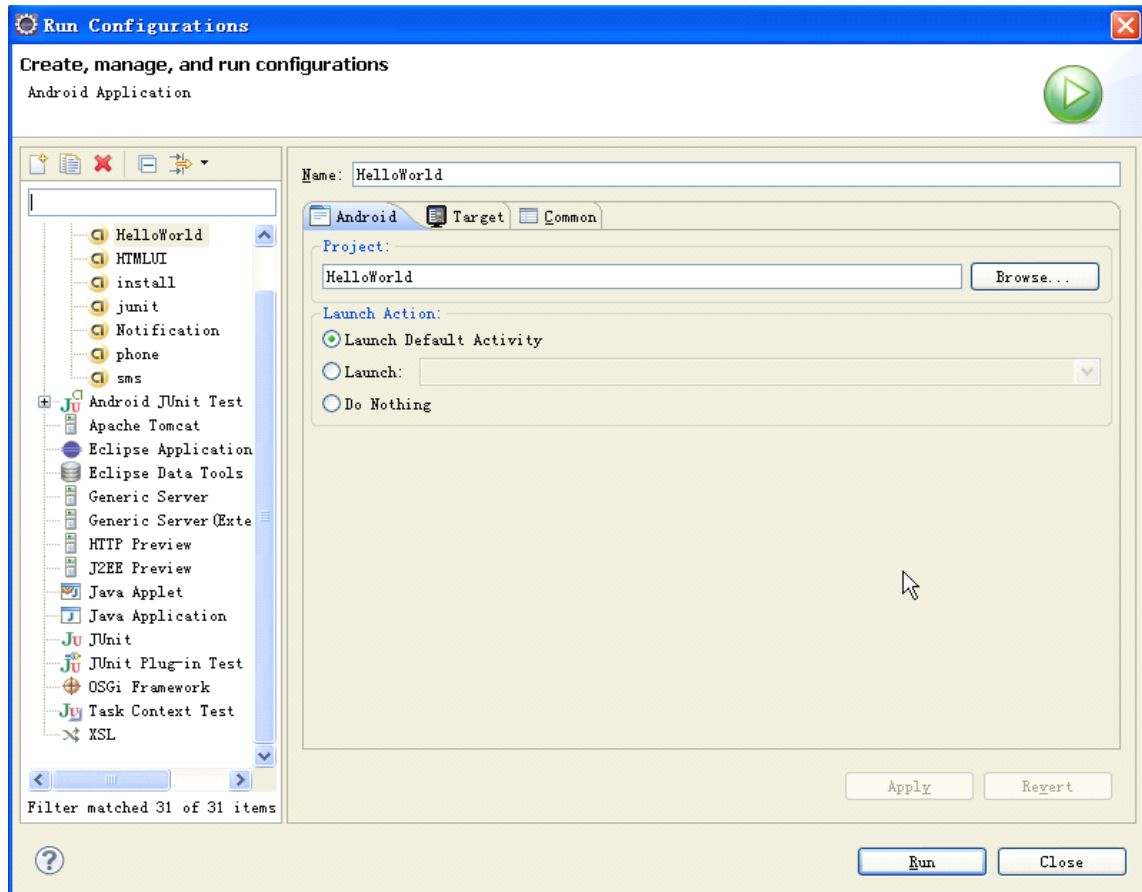 Run Configurations
Create, manage, and run configurations
Android Application
Name: HelloWorld
Android Target Common
Project:
HelloWorld Browse...
Launch Action:
Launch Default Activity
Launch:
Do Nothing
HelloWorld
HTMLUI
install
junit
Notification
phone
sms
Android JUnit Test
Apache Tomcat
Eclipse Application
Eclipse Data Tools
Generic Server
Generic Server(Exte
HTTP Preview
J2EE Preview
Java Applet
Java Application
JUnit
JUnit Plug-in Test
OSGi Framework
Task Context Test
XSL
Filter matched 31 of 31 items
Apply Revert
Run Close